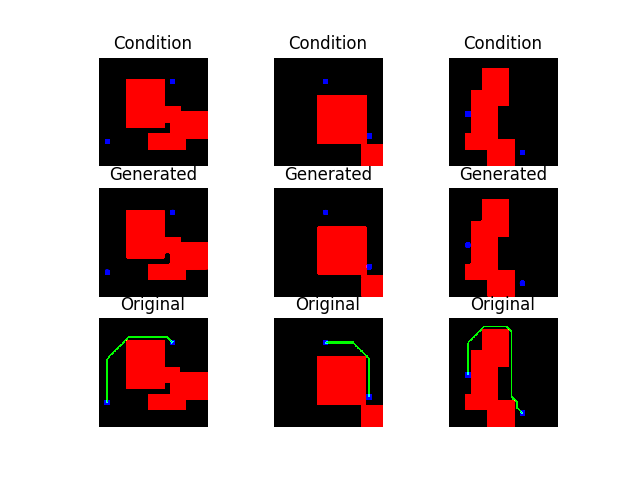 Condition Condition Condition
Generated Generated Generated
Original Original Original